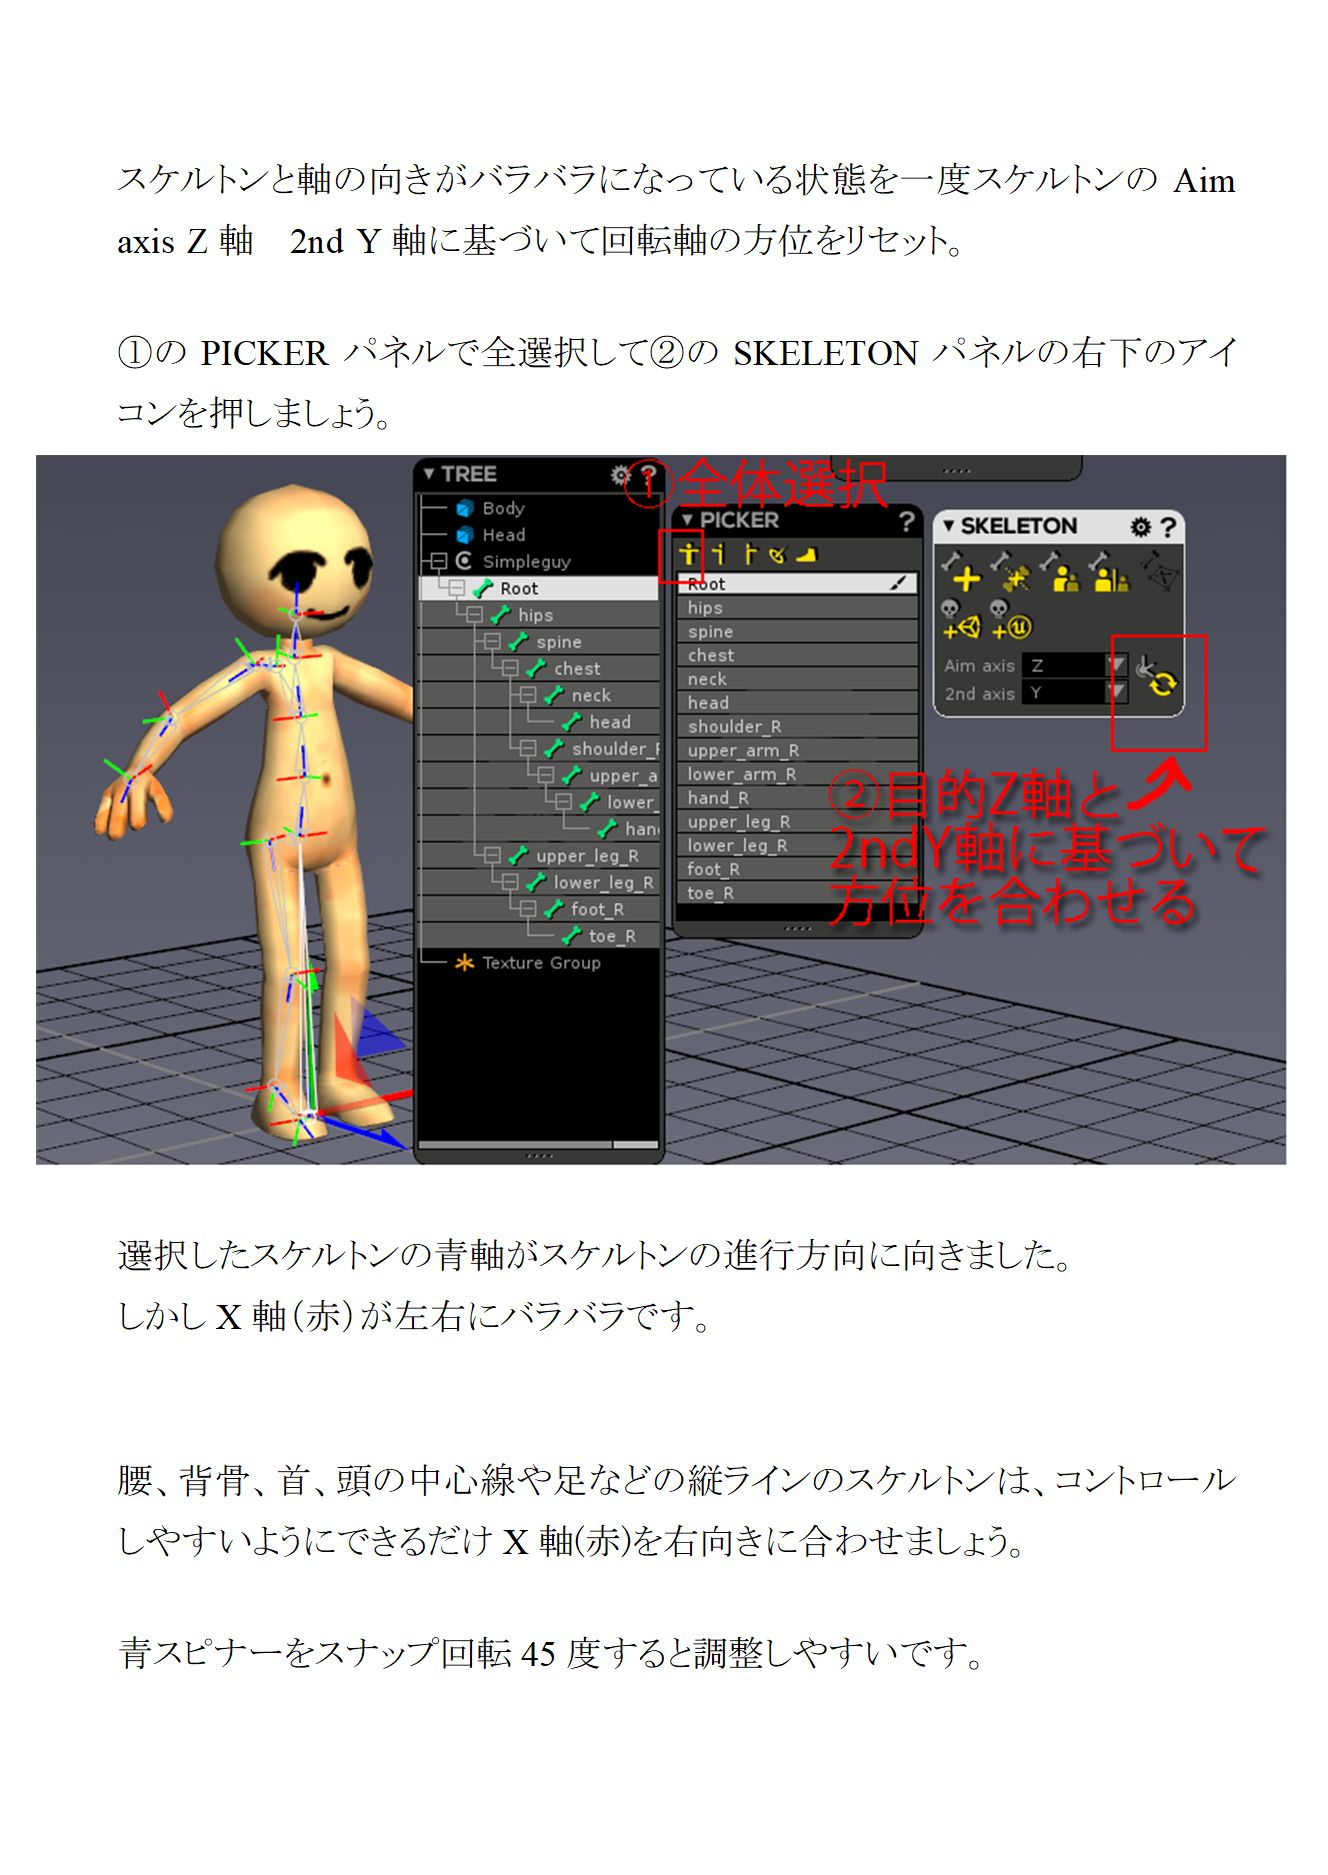 スケルトンと軸の向きがバラバラになっている状態を一度スケルトンの Aim
axis Z 軸　2nd Y 軸に基づいて回転軸の方位をリセット。
①の PICKER パネルで全選択して②の SKELETON パネルの右下のアイ
コンを押しましょう。
TREE
?
Body
Head
Simpleguy
Root
hips
spine
chest
neck
head
shoulder_R
upper_a
lower_
han
upper_leg_R
lower_leg_R
foot_R
toe_R
Texture Group
①全体選択
PICKER ?
Root
hips
spine
chest
neck
head
shoulder_R
upper_arm_R
lower_arm_R
hand_R
upper_leg_R
lower_leg_R
foot_R
toe_R
SKELETON ?
Aim axis Z
2nd axis Y
②目的Z軸と
2ndY軸に基づいて
方位を合わせる
選択したスケルトンの青軸がスケルトンの進行方向に向きました。
しかし X 軸（赤）が左右にバラバラです。
腰、背骨、首、頭の中心線や足などの縦ラインのスケルトンは、コントロール
しやすいようにできるだけ X 軸(赤)を右向きに合わせましょう。
青スピナーをスナップ回転 45 度すると調整しやすいです。